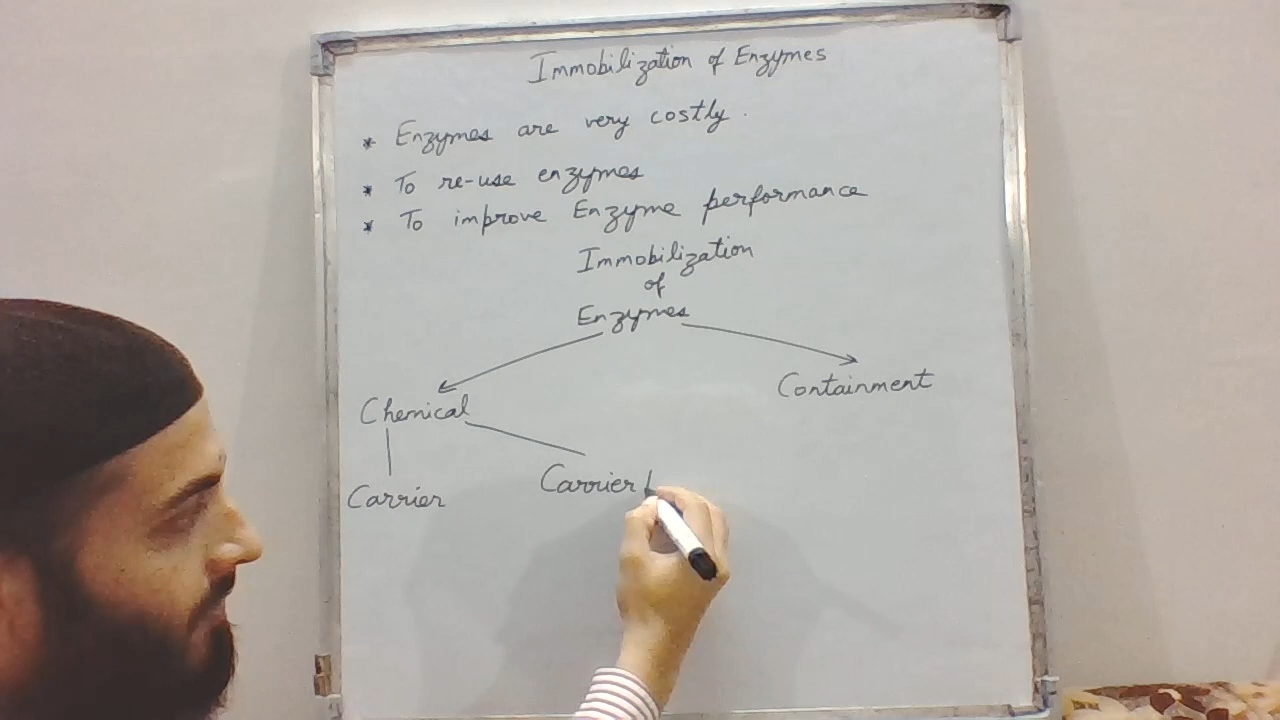 Immobilization of Enzymes
* Enzymes are very costly.
* To re-use enzymes
* To improve Enzyme performance
Immobilization
of
Enzymes
Containment
Chemical
Carrier
Carrier